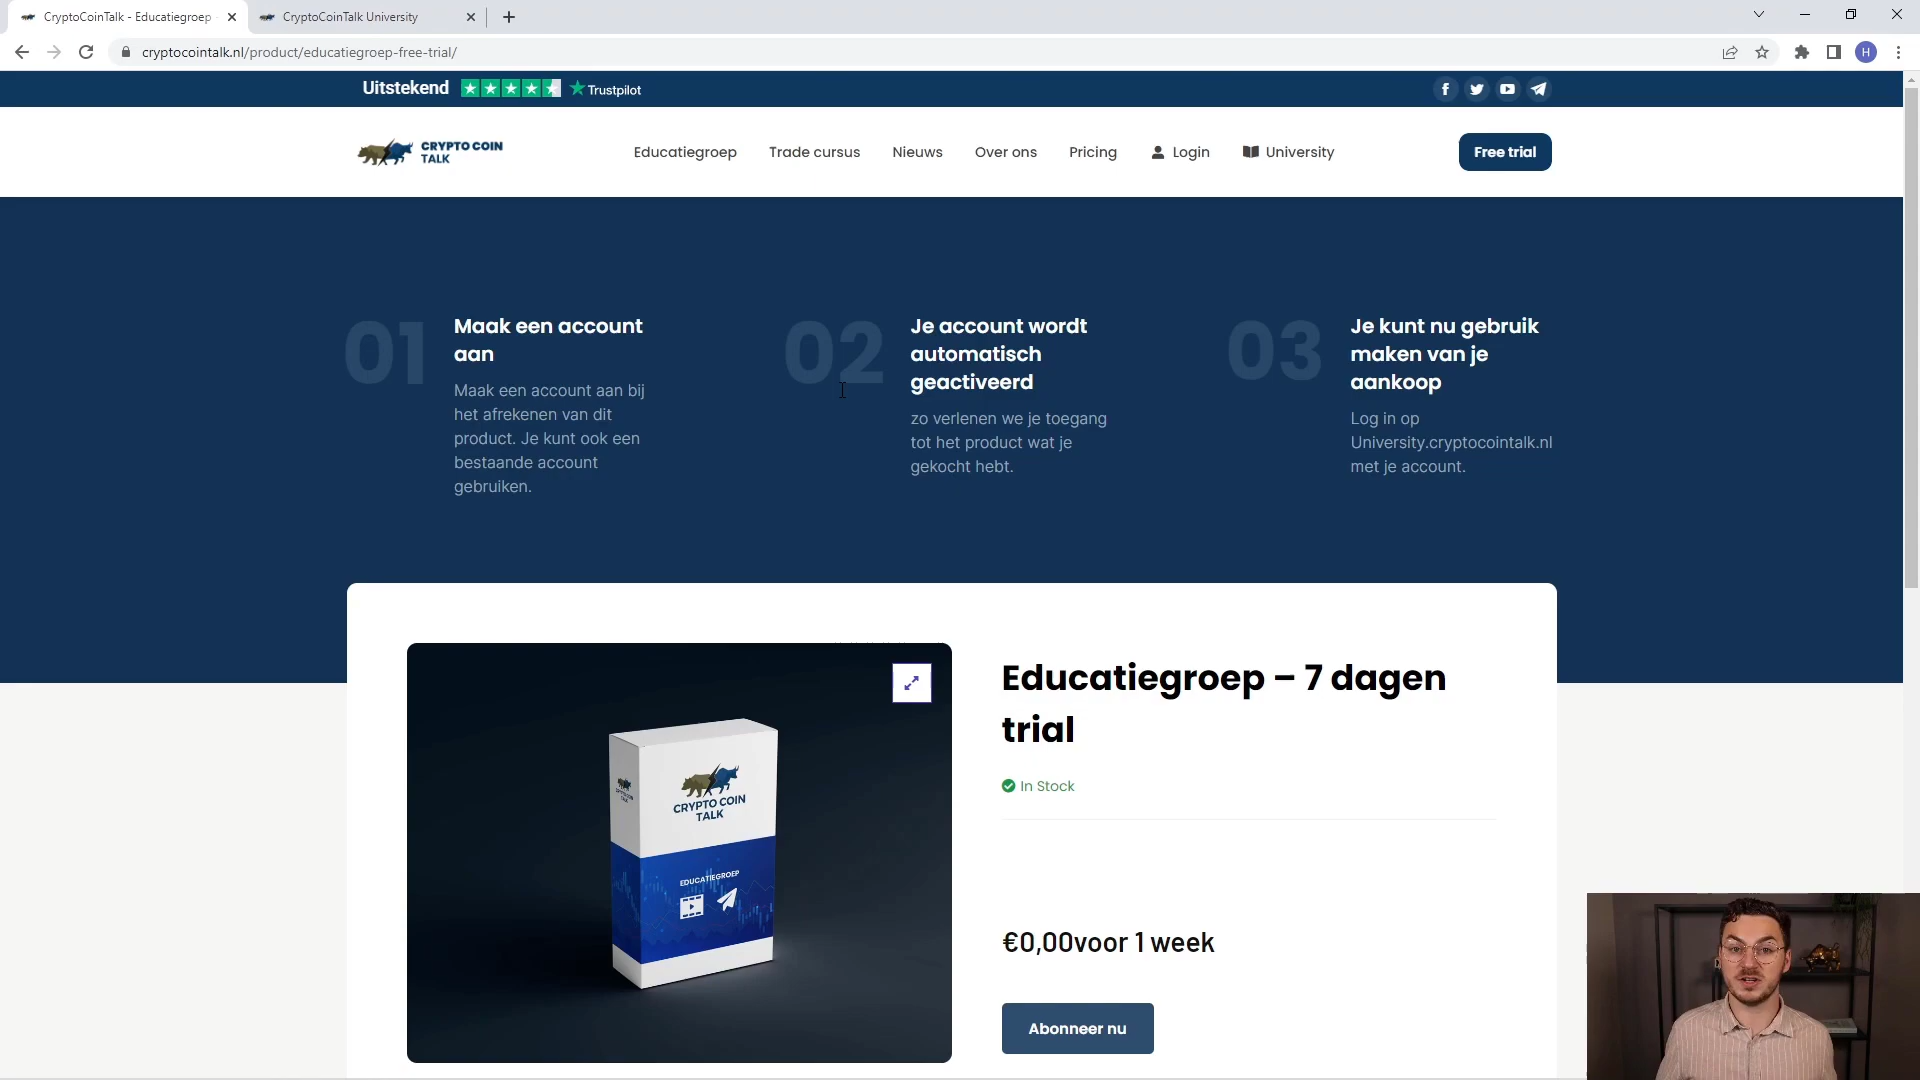 CryptoCoinTalk - Educatiegroep
CryptoCoinTalk University
cryptocointalk.nl/product/educatiegroep-free-trial/
H
Uitstekend
Trustpilot
CRYPTO COIN
TALK
Educatiegroep
Trade cursus
Nieuws
Over ons
Pricing
Login
University
Free trial
01
Maak een account
aan
Maak een account aan bij
het afrekenen van dit
product. Je kunt ook een
bestaande account
gebruiken.
02
Je account wordt
automatisch
geactiveerd
zo verlenen we je toegang
tot het product wat je
gekocht hebt.
03
Je kunt nu gebruik
maken van je
aankoop
Log in op
University.cryptocointalk.nl
met je account.
CRYPTO COIN
TALK
EDUCATIEGROEP
Educatiegroep – 7 dagen
trial
In Stock
€0,00voor 1 week
Abonneer nu